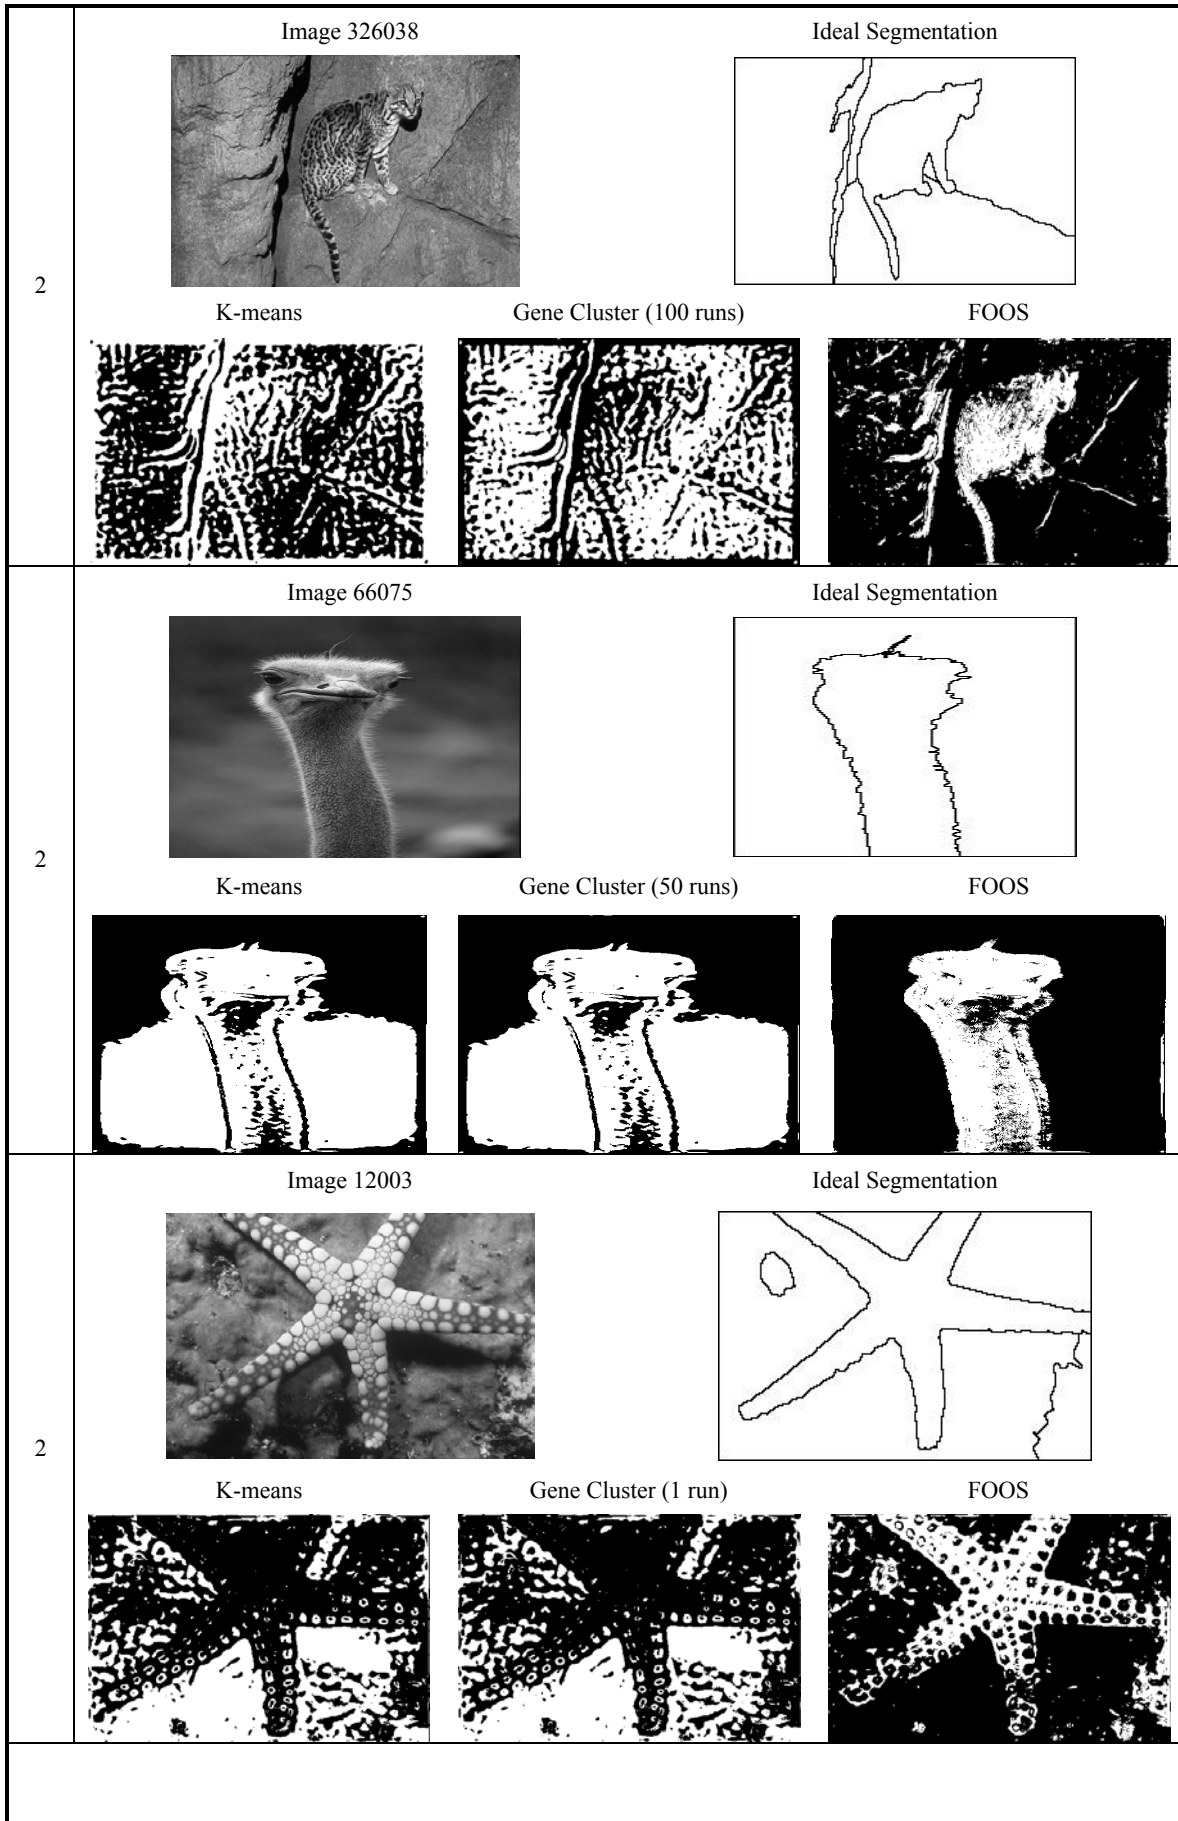 Image 326038 Ideal Segmentation
2
K-means Gene Cluster (100 runs) FOOS
Image 66075 Ideal Segmentation
2
K-means Gene Cluster (50 runs) FOOS
Image 12003 Ideal Segmentation
2
K-means Gene Cluster (1 run) FOOS